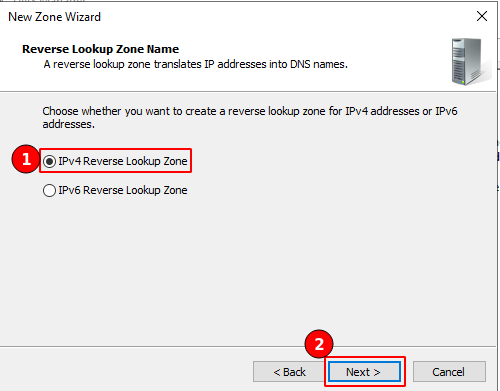 New Zone Wizard
Reverse Lookup Zone Name
A reverse lookup zone translates IP addresses into DNS names.
Choose whether you want to create a reverse lookup zone for IPv4 addresses or IPv6
addresses.
1
IPv4 Reverse Lookup Zone
IPv6 Reverse Lookup Zone
2
< Back
Next >
Cancel